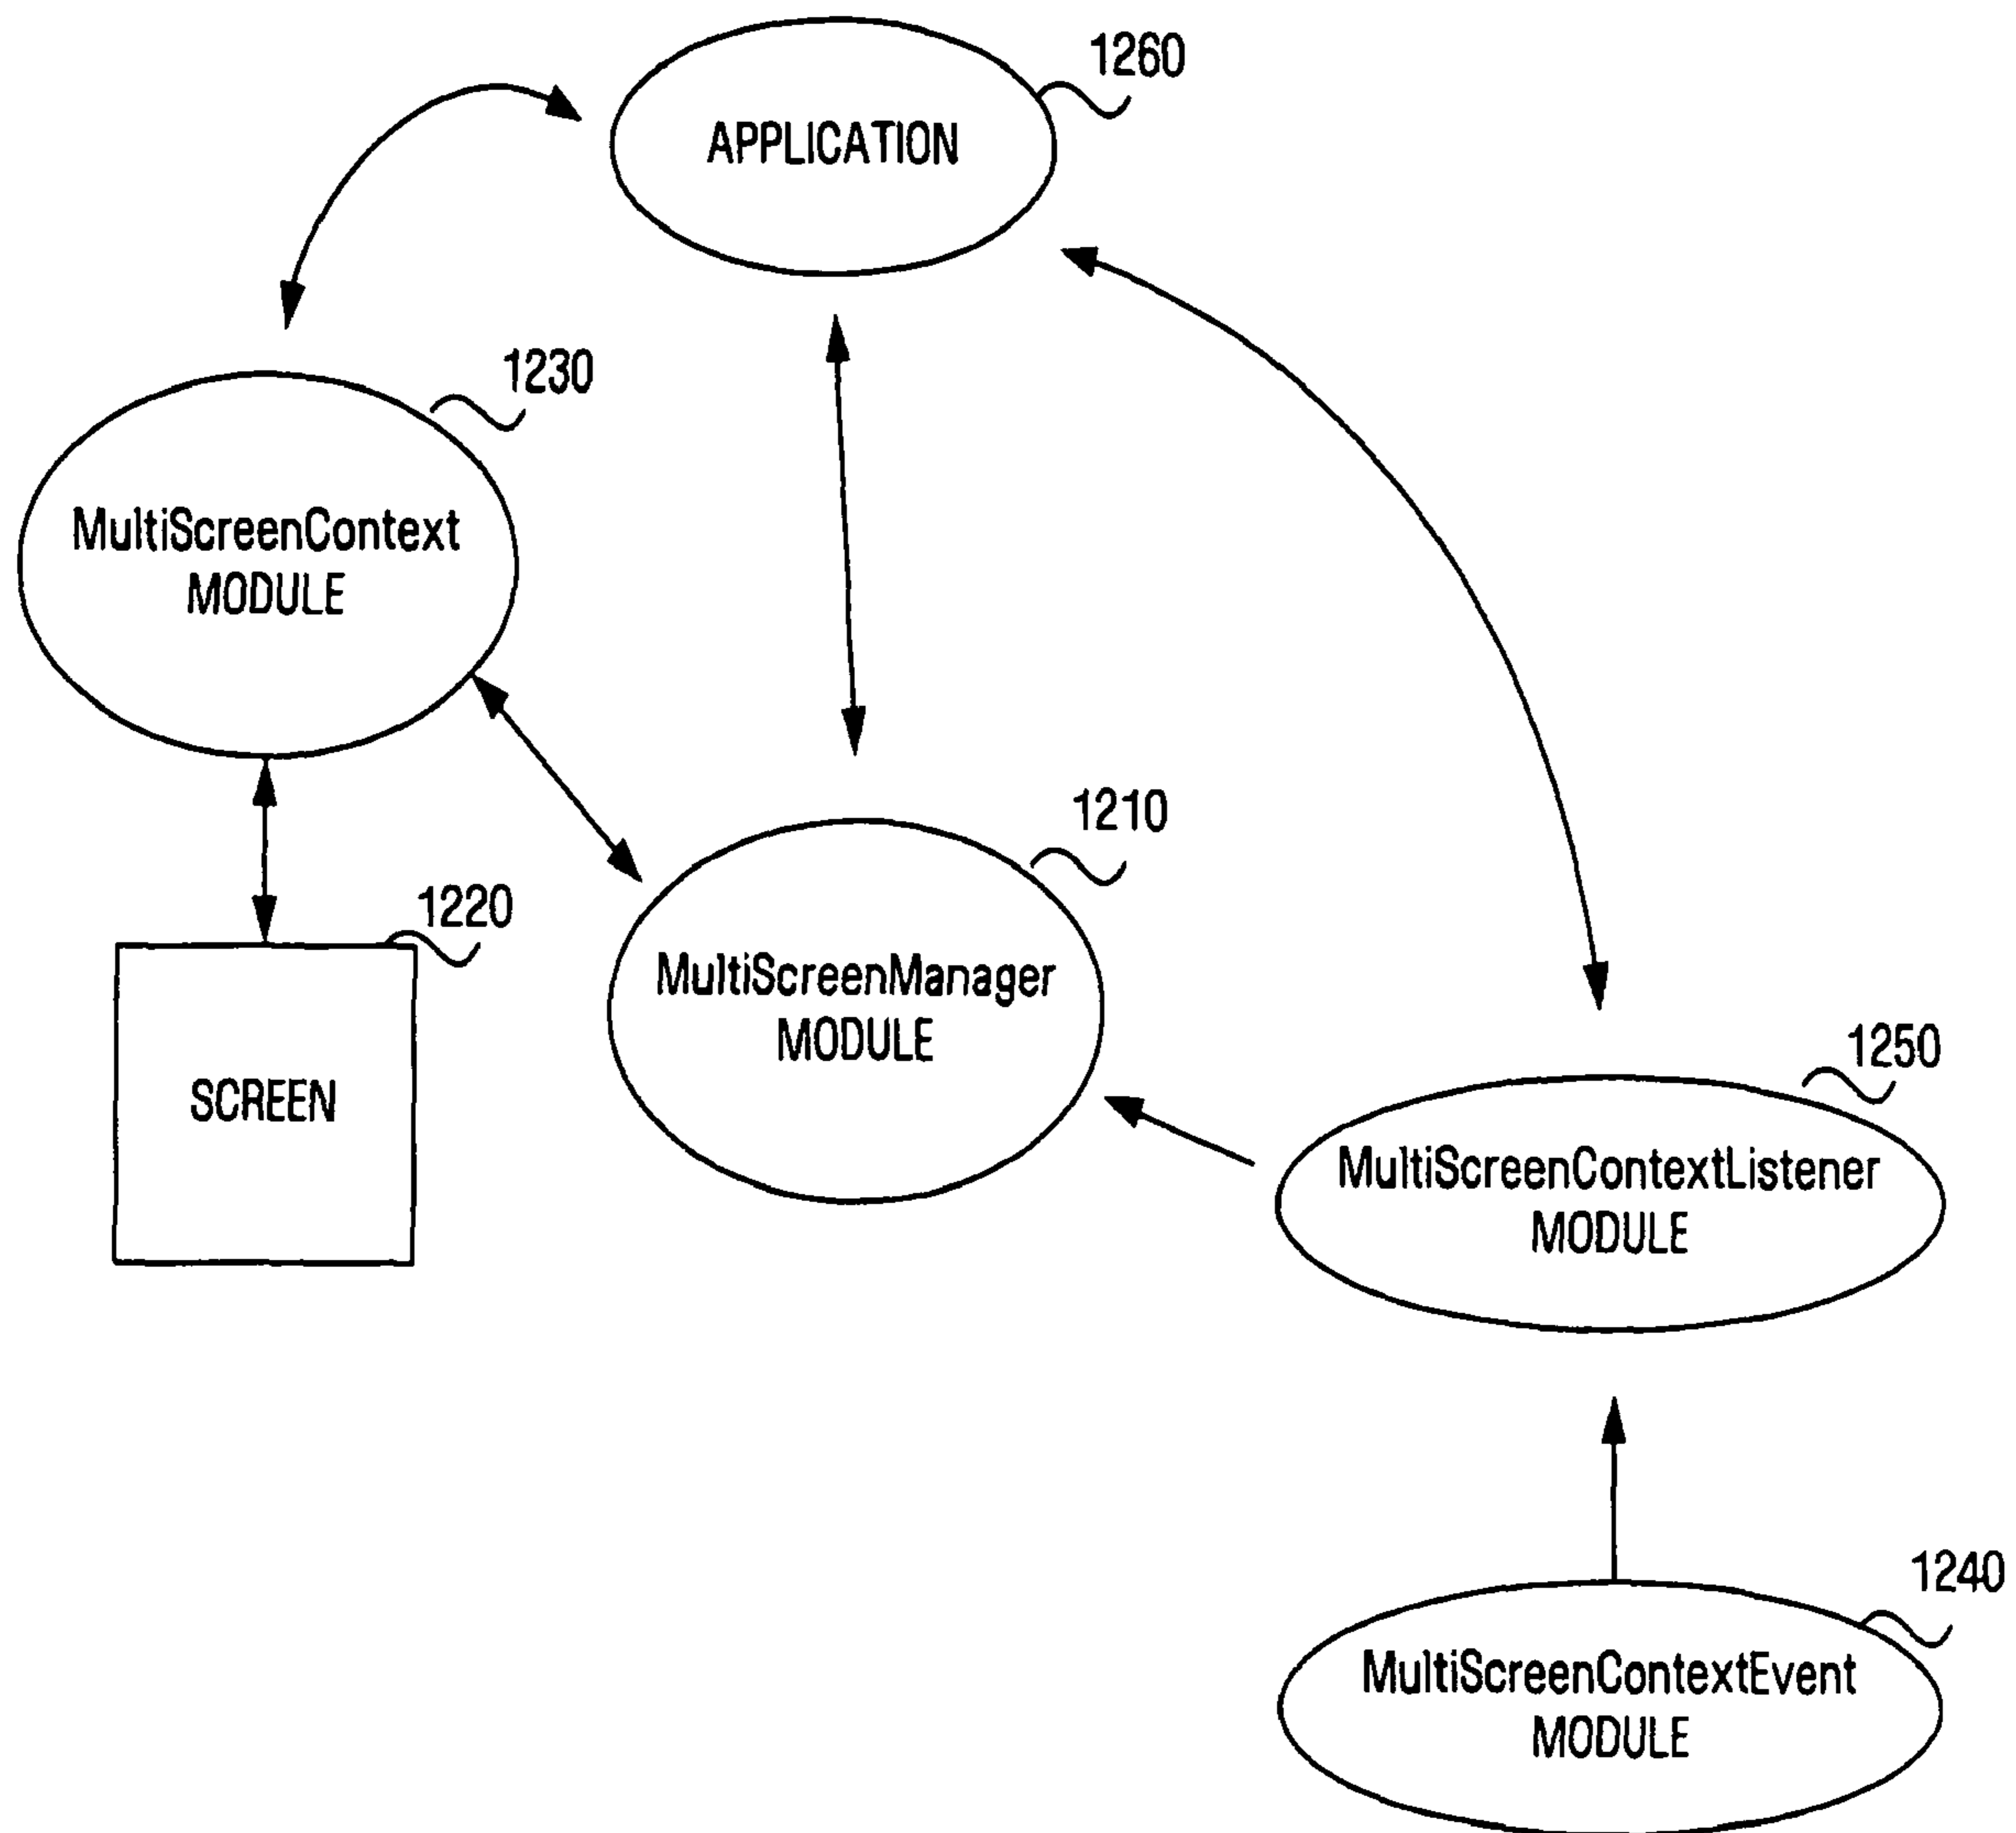 1260
APPLICATION
1230
MultiScreenContext
MODULE
1210
1220
MultiScreenManager
MODULE
SCREEN
1250
MultiScreenContextListener
MODULE
1240
MultiScreenContextEvent
MODULE